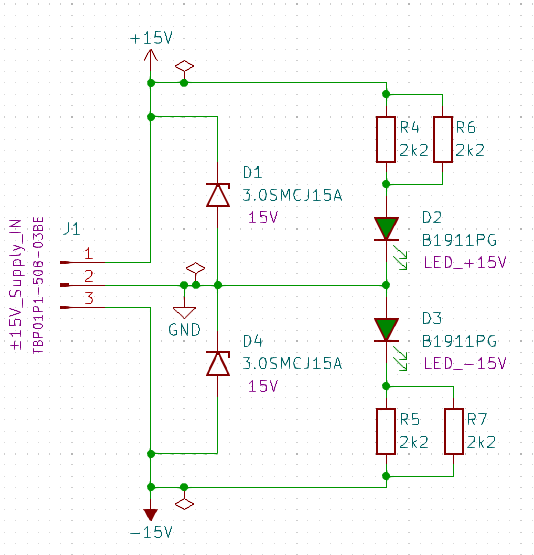 +15V
R4
2k2
R6
2k2
D1
3.0SMCJ15A
15V
D2
B1911PG
LED_+15V
±15V_Supply_IN
TBP01P1-508-03BE
J1
1
2
3
GND
D3
B1911PG
LED_-15V
D4
3.0SMCJ15A
15V
R5
2k2
R7
2k2
-15V